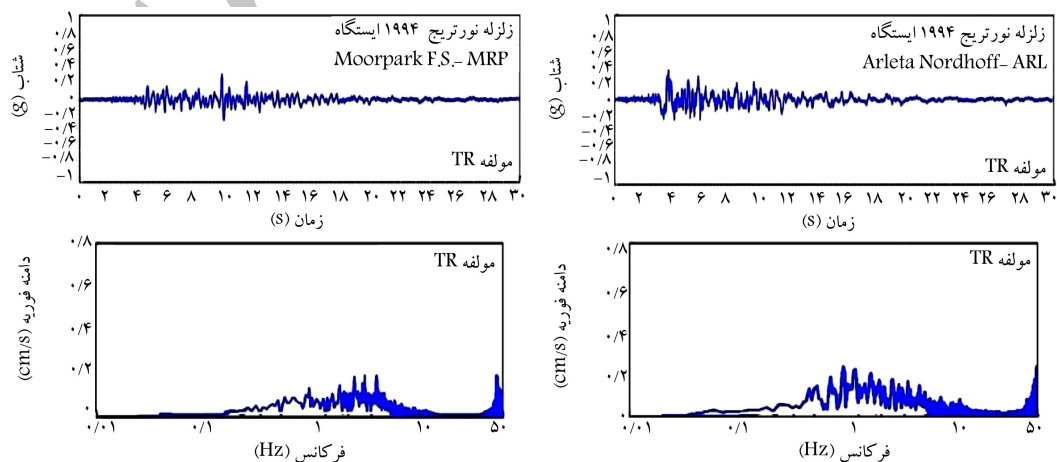 زلزله نورتریج ۱۹۹۴ ایستگاه
Moorpark F.S.- MRP
مولفه TR
شتاب (g)
۱
۰/۸
۰/۶
۰/۴
۰/۲
۰
-۰/۲
-۰/۴
-۰/۶
-۰/۸
-۱
۰ ۲ ۴ ۶ ۸ ۱۰ ۱۲ ۱۴ ۱۶ ۱۸ ۲۰ ۲۲ ۲۴ ۲۶ ۲۸ ۳۰
زمان (s)
زلزله نورتریج ۱۹۹۴ ایستگاه
Arleta Nordhoff- ARL
مولفه TR
شتاب (g)
۱
۰/۸
۰/۶
۰/۴
۰/۲
۰
-۰/۲
-۰/۴
-۰/۶
-۰/۸
-۱
۰ ۲ ۴ ۶ ۸ ۱۰ ۱۲ ۱۴ ۱۶ ۱۸ ۲۰ ۲۲ ۲۴ ۲۶ ۲۸ ۳۰
زمان (s)
مولفه TR
دامنه فوریه (cm/s)
۰/۸
۰/۶
۰/۴
۰/۲
۰
۰/۰۱ ۰/۱ ۱ ۱۰ ۵۰
فرکانس (Hz)
مولفه TR
دامنه فوریه (cm/s)
۰/۸
۰/۶
۰/۴
۰/۲
۰
۰/۰۱ ۰/۱ ۱ ۱۰ ۵۰
فرکانس (Hz)